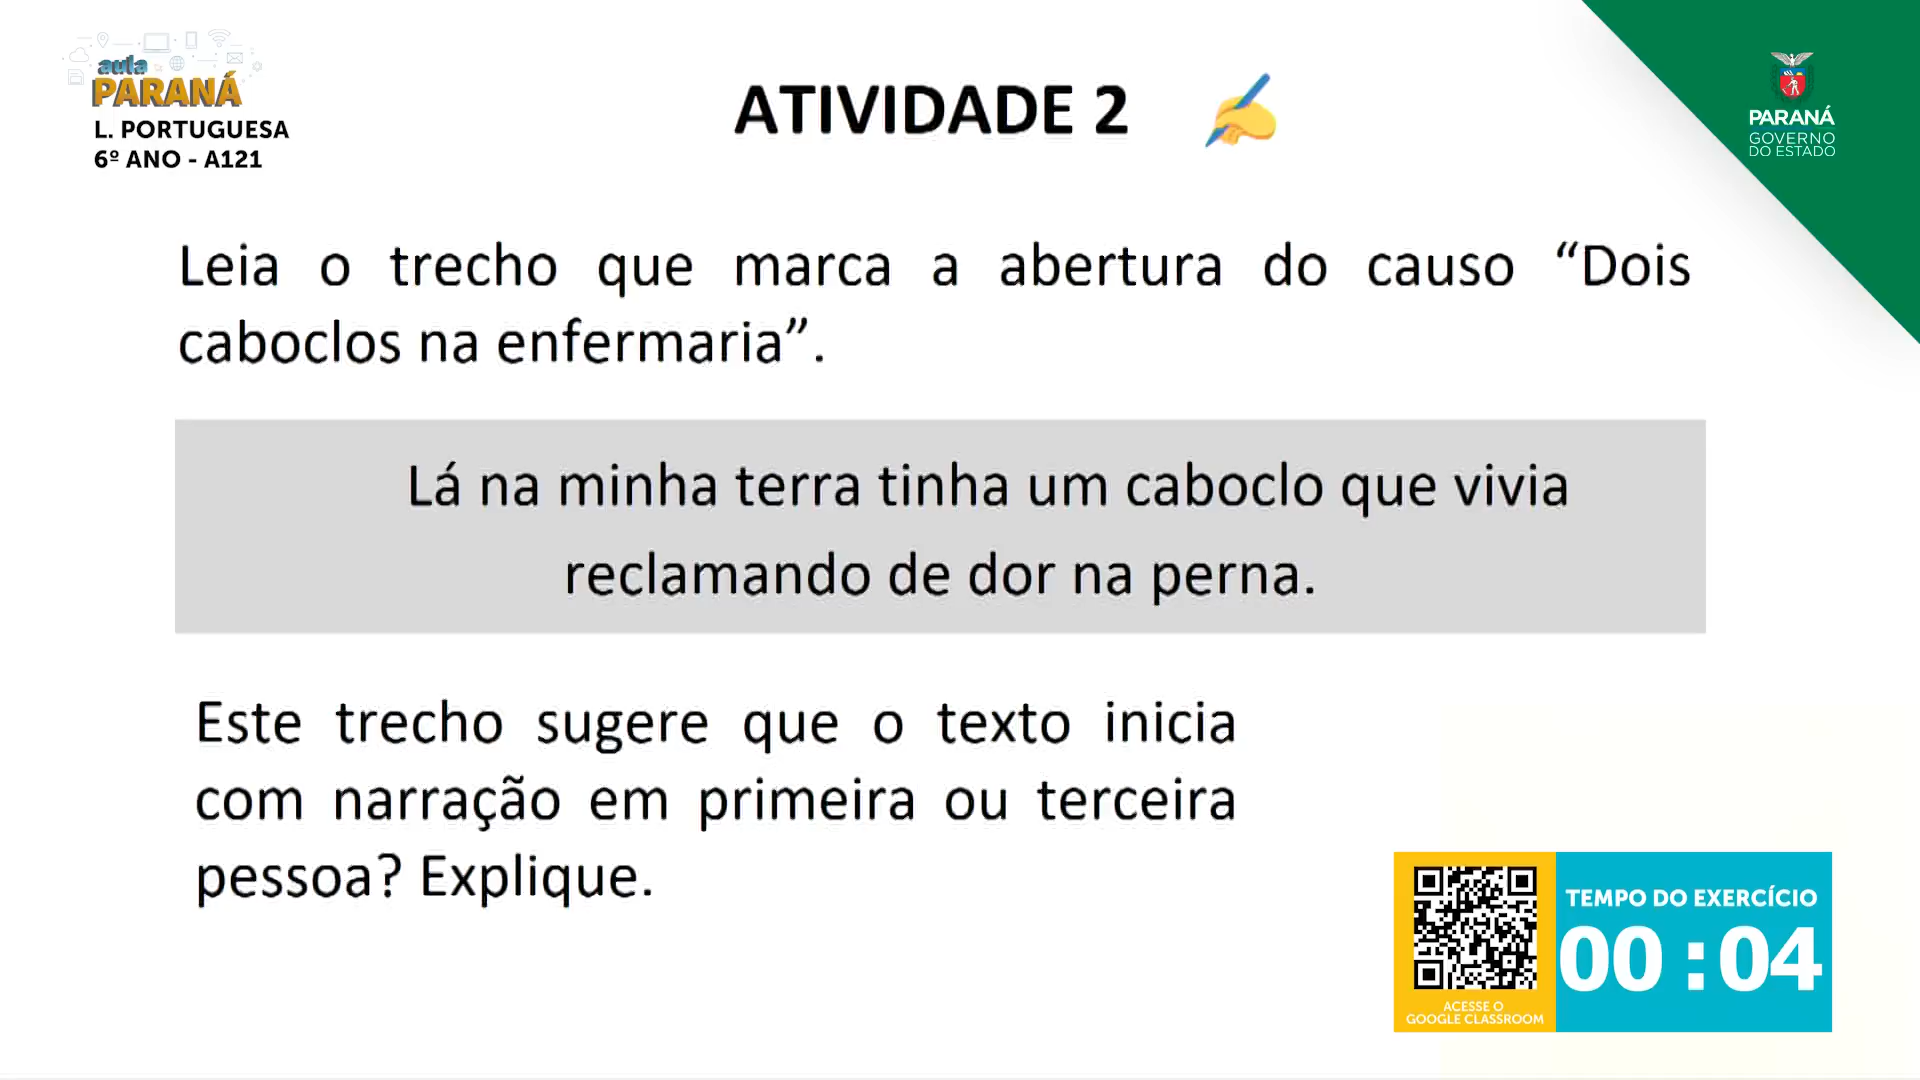 aula
PARANÁ
L. PORTUGUESA
6º ANO - A121
ATIVIDADE 2
PARANÁ
GOVERNO
DO ESTADO
Leia o trecho que marca a abertura do causo “Dois
caboclos na enfermaria”.
Lá na minha terra tinha um caboclo que vivia
reclamando de dor na perna.
Este trecho sugere que o texto inicia
com narração em primeira ou terceira
pessoa? Explique.
ACESSE O
GOOGLE CLASSROOM
TEMPO DO EXERCÍCIO
00 : 04